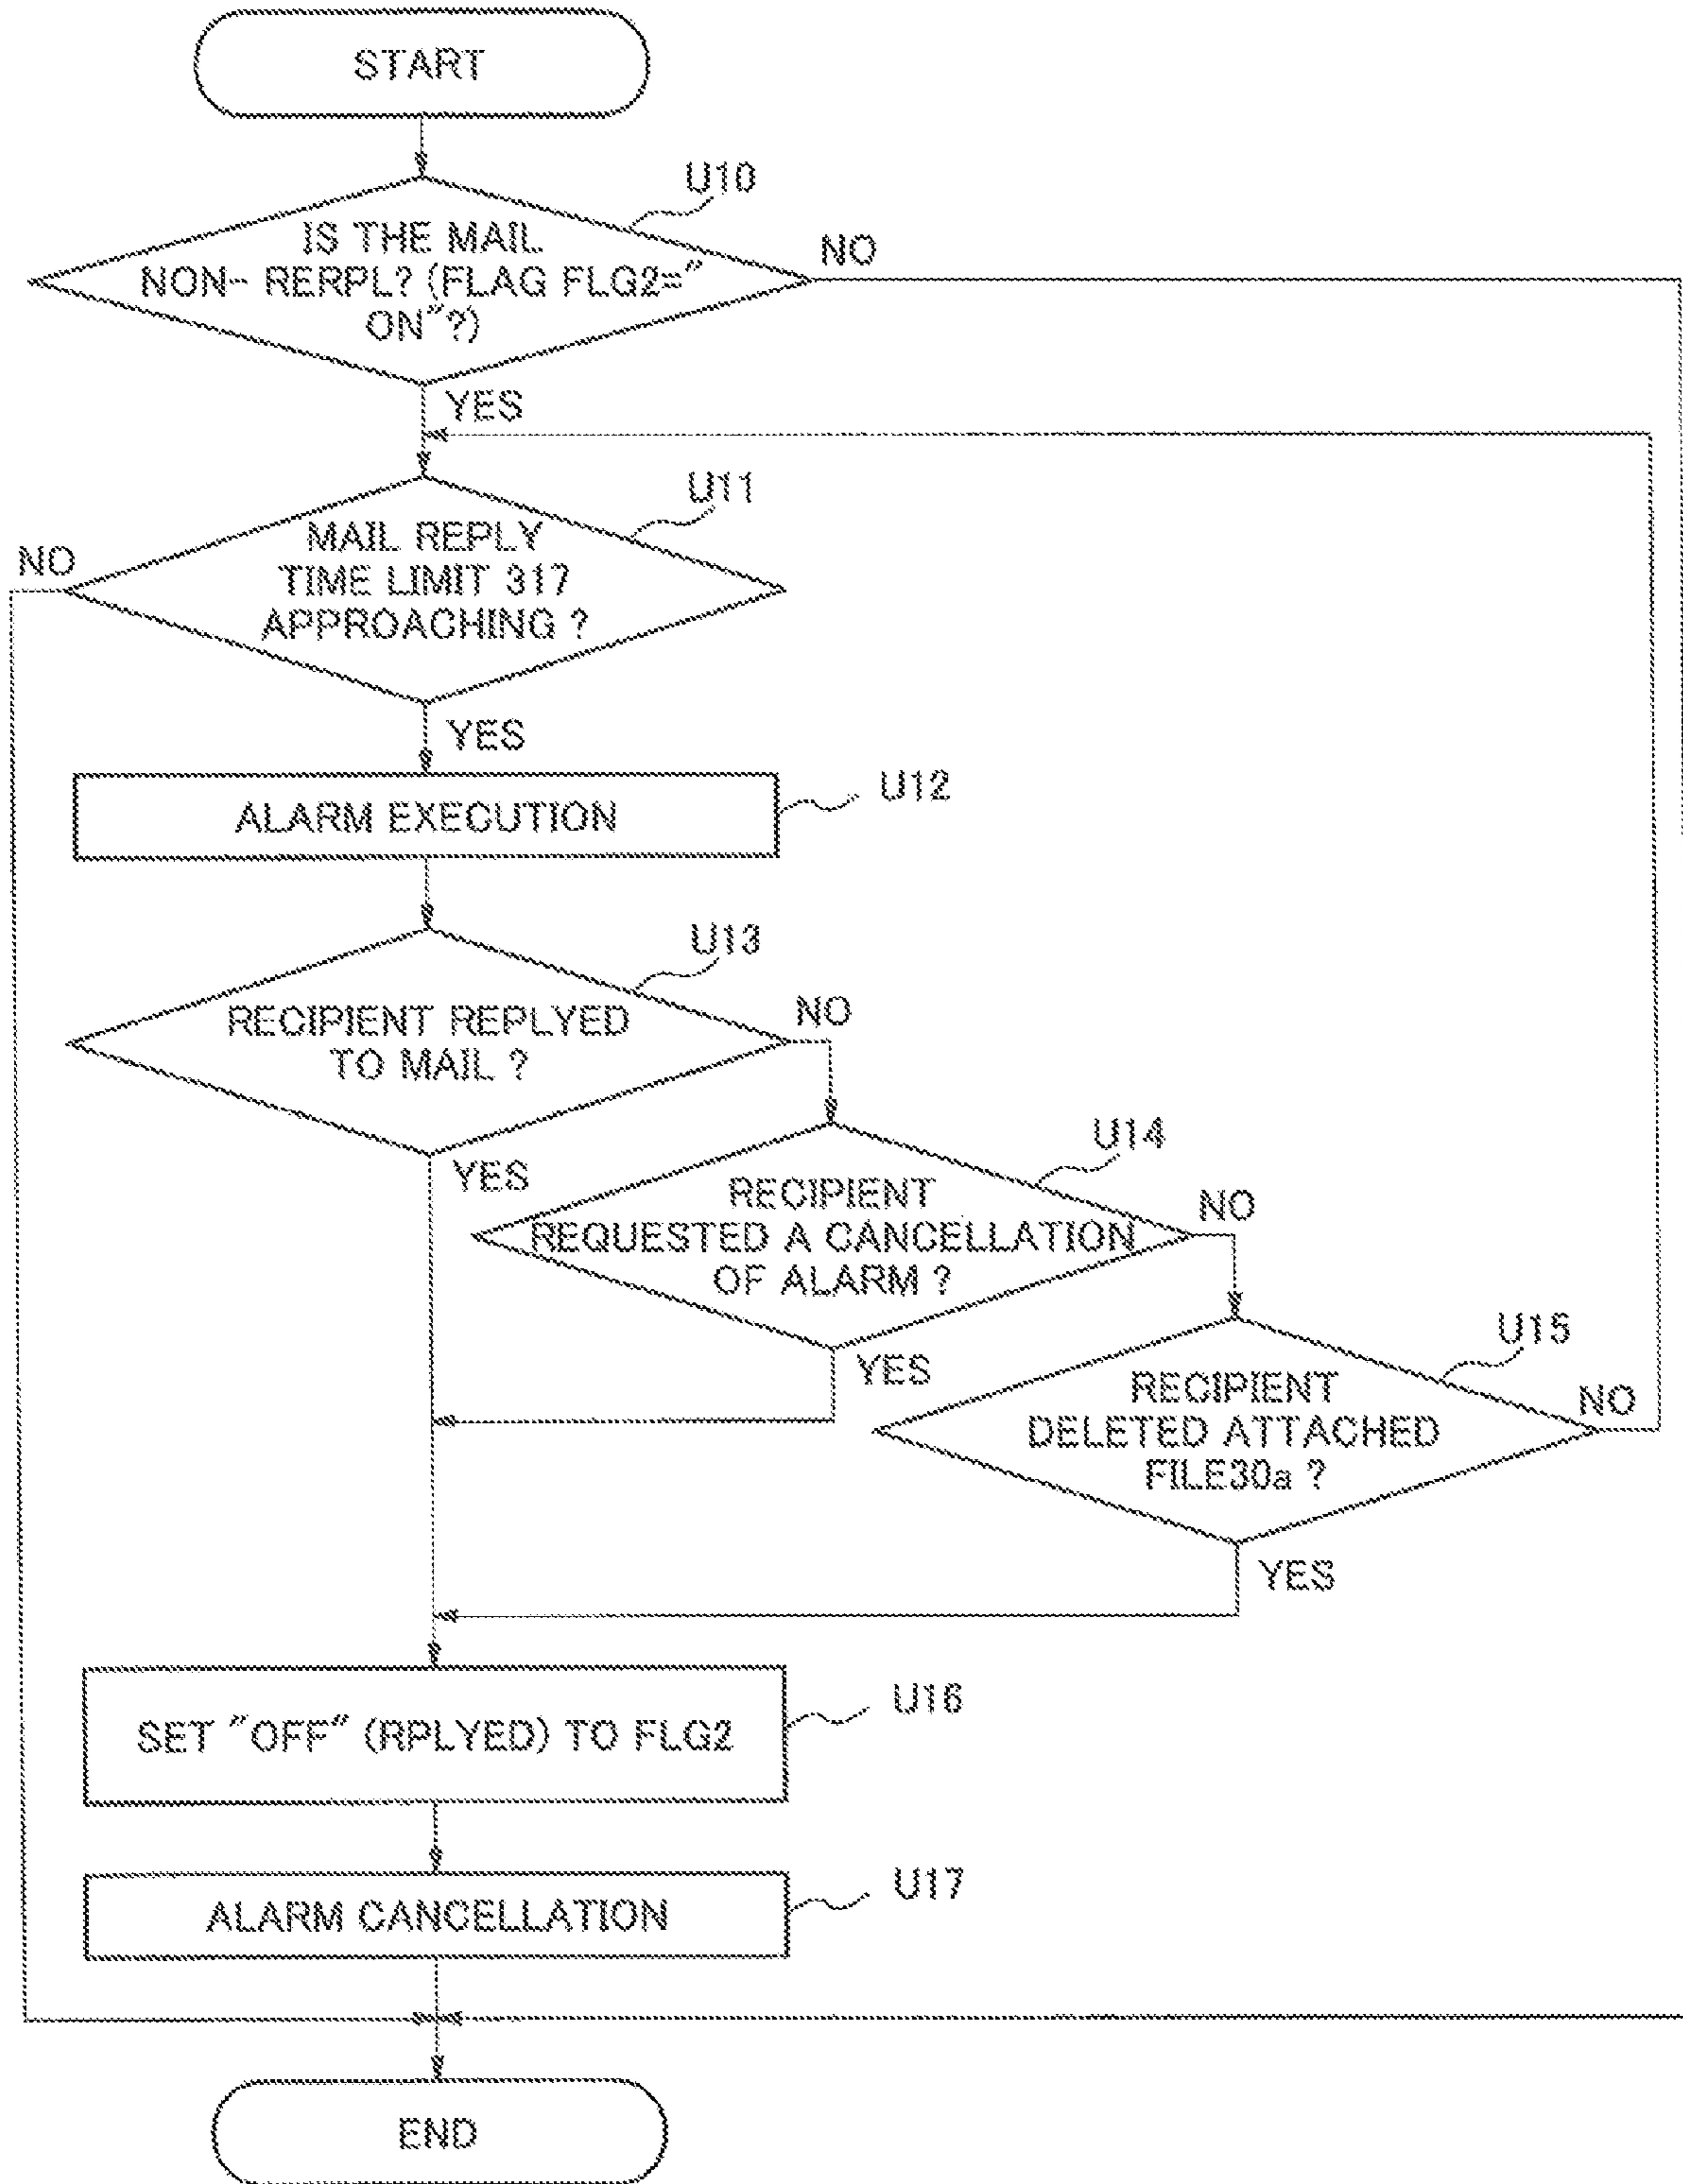 START
U10
IS THE MAIL
NON- RERPL? (FLAG FLG2="
ON"?)
NO
YES
U11
MAIL REPLY
TIME LIMIT 317
APPROACHING ?
NO
YES
ALARM EXECUTION
U12
U13
RECIPIENT REPLYED
TO MAIL ?
NO
YES
U14
RECIPIENT
REQUESTED A CANCELLATION
OF ALARM ?
NO
YES
U15
RECIPIENT
DELETED ATTACHED
FILE30a ?
NO
YES
SET "OFF" (RPLYED) TO FLG2
U16
ALARM CANCELLATION
U17
END